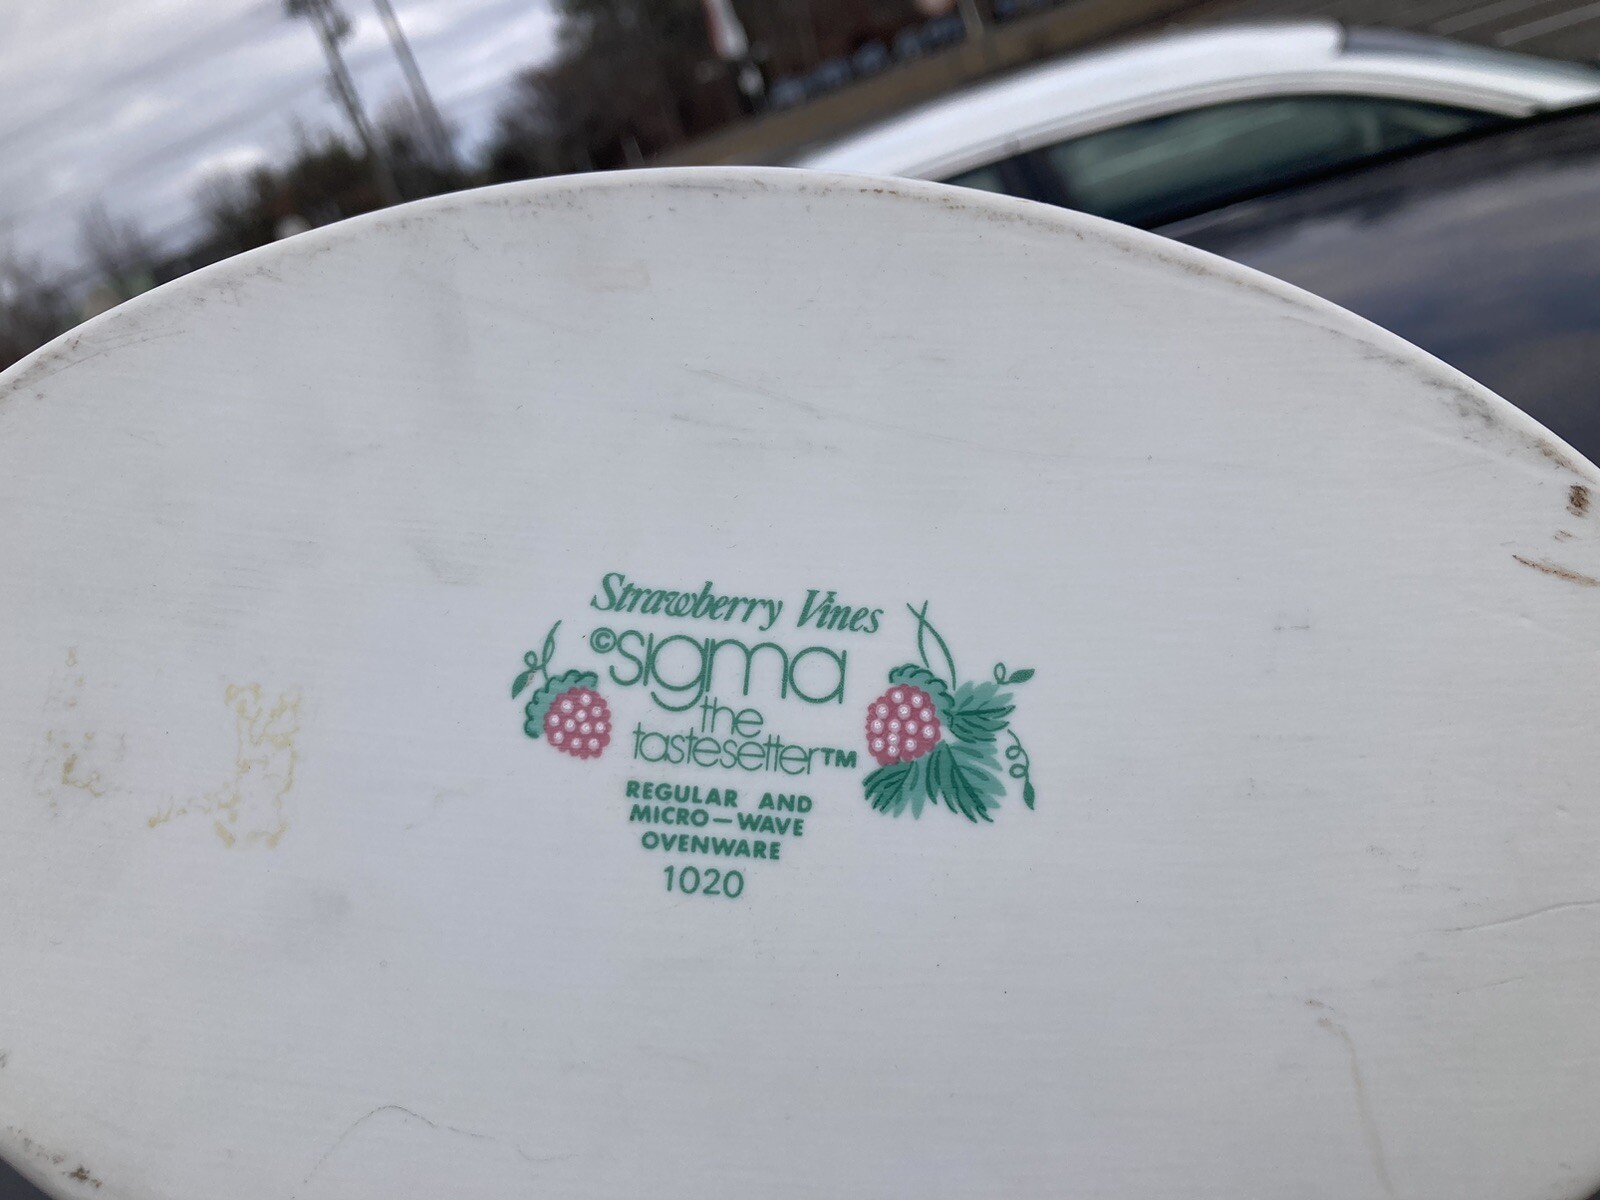 Strawberry Vines
©sigma
the
tastesetter™
REGULAR AND
MICRO—WAVE
OVENWARE
1020